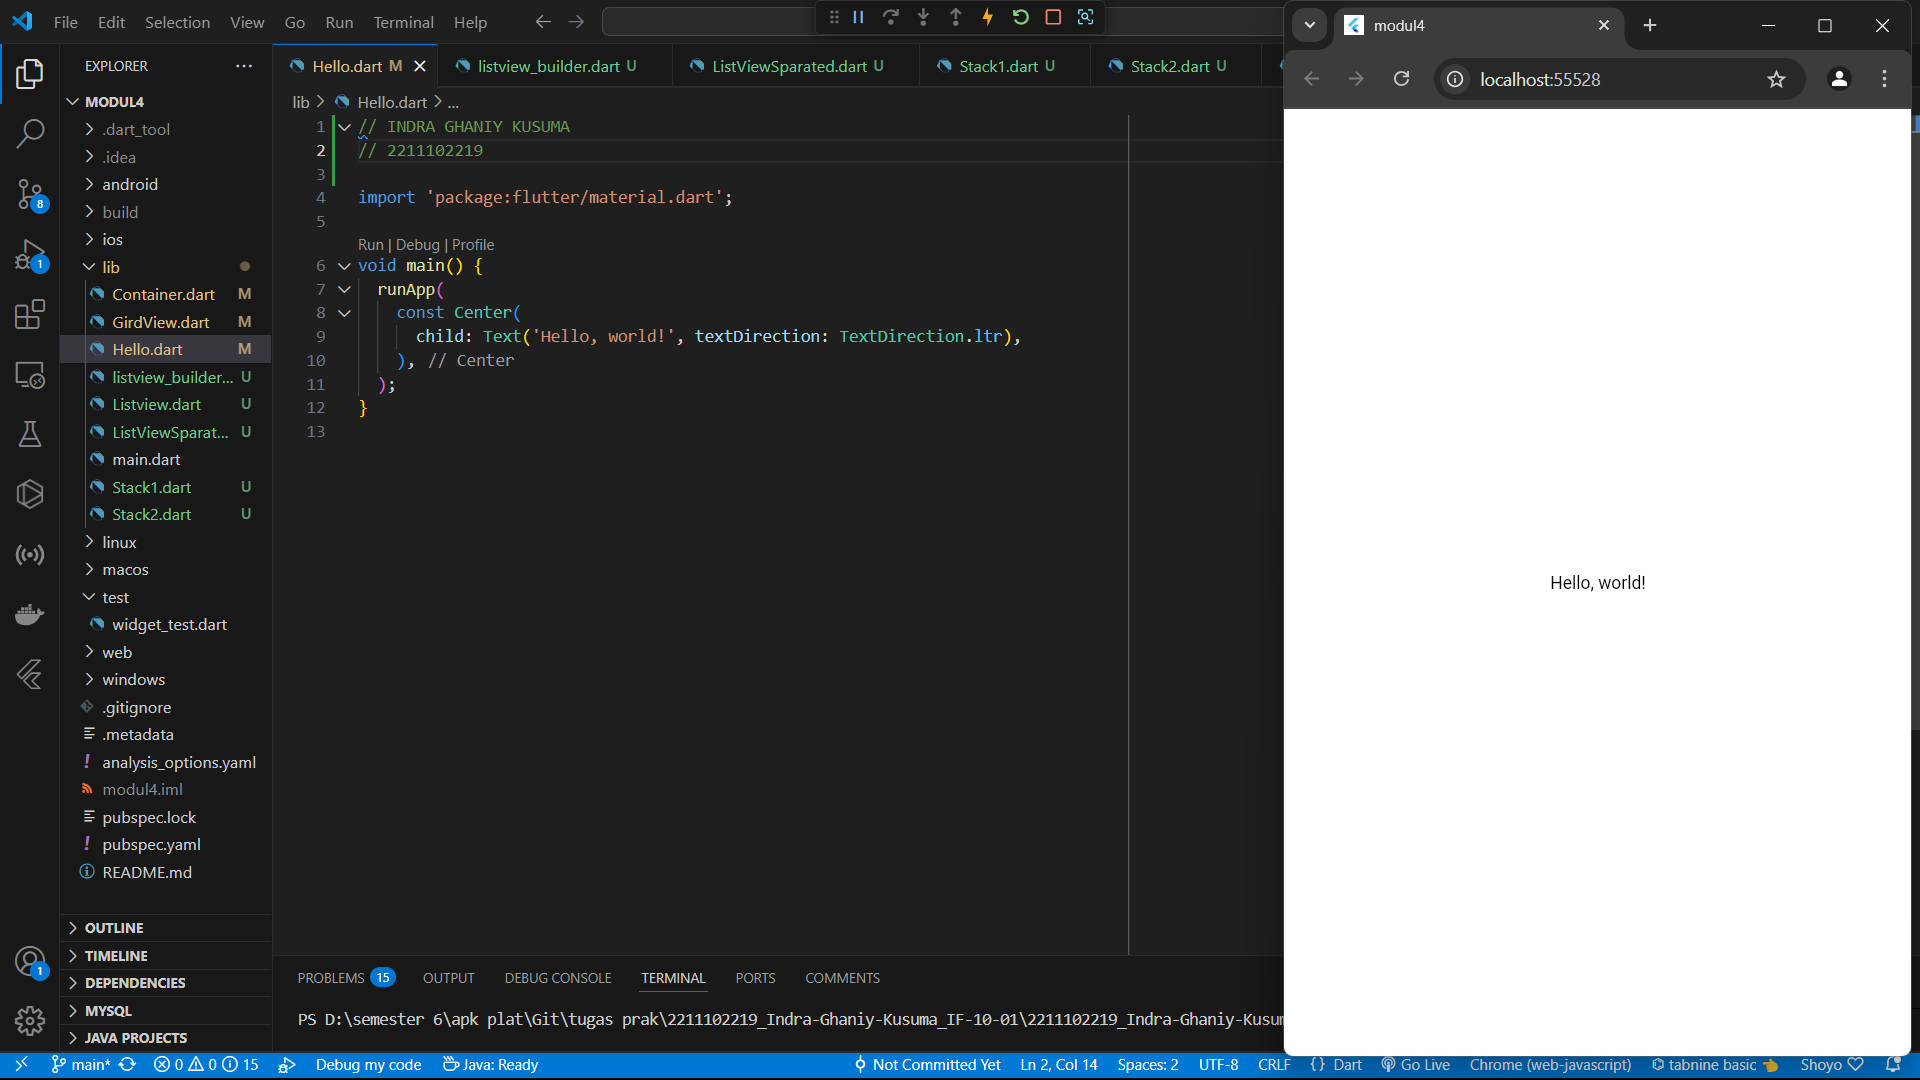 File Edit Selection View Go Run Terminal Help
EXPLORER
MODUL4
.dart_tool
.idea
android
build
ios
lib
Container.dart M
GirdView.dart M
Hello.dart M
listview_builder... U
Listview.dart U
ListViewSparat... U
main.dart
Stack1.dart U
Stack2.dart U
linux
macos
test
widget_test.dart
web
windows
.gitignore
.metadata
! analysis_options.yaml
modul4.iml
pubspec.lock
! pubspec.yaml
README.md
OUTLINE
TIMELINE
DEPENDENCIES
MYSQL
JAVA PROJECTS
8
1
1
Hello.dart M listview_builder.dart U ListViewSparated.dart U Stack1.dart U Stack2.dart U
lib > Hello.dart > ...
1 // INDRA GHANIY KUSUMA
2 // 2211102219
3
4 import 'package:flutter/material.dart';
5
Run | Debug | Profile
6 void main() {
7 runApp(
8 const Center(
9 child: Text('Hello, world!', textDirection: TextDirection.ltr),
10 ), // Center
11 );
12 }
13
PROBLEMS 15 OUTPUT DEBUG CONSOLE TERMINAL PORTS COMMENTS
PS D:\semester 6\apk plat\Git\tugas prak\2211102219_Indra-Ghaniy-Kusuma_IF-10-01\2211102219_Indra-Ghaniy-Kusum
modul4
localhost:55528
Hello, world!
main* 0 0 15 Debug my code Java: Ready Not Committed Yet Ln 2, Col 14 Spaces: 2 UTF-8 CRLF {} Dart Go Live Chrome (web-javascript) tabnine basic Shoyo